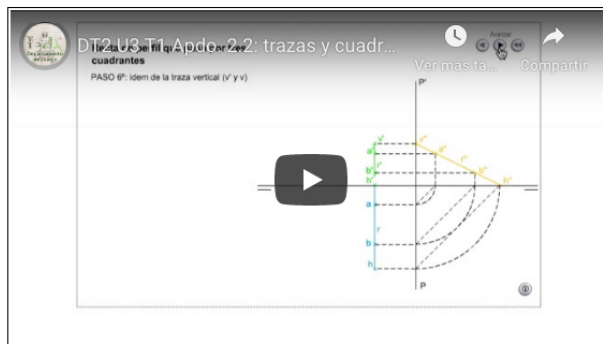 DT2 U3 T1 Apdo. 2.2: trazas y cuadr...
Avanzar
Ver más ta...
Compartir
cuadrantes
PASO 6º: ídem de la traza vertical (v' y v)
P'
v'
v"
a'
a"
r'
r"
b'
b"
h'
h"
a
r
b
h
P